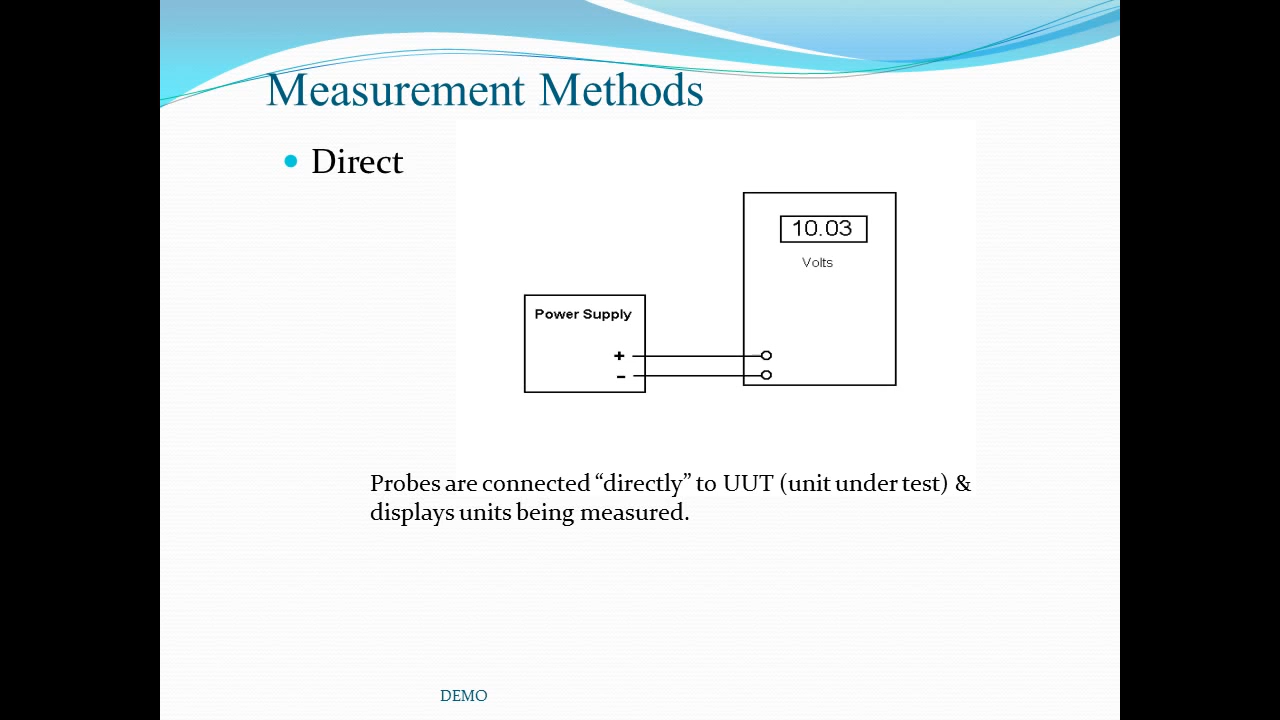 Measurement Methods
• Direct
10.03
Volts
Power Supply
+
–
Probes are connected “directly” to UUT (unit under test) &
displays units being measured.
DEMO